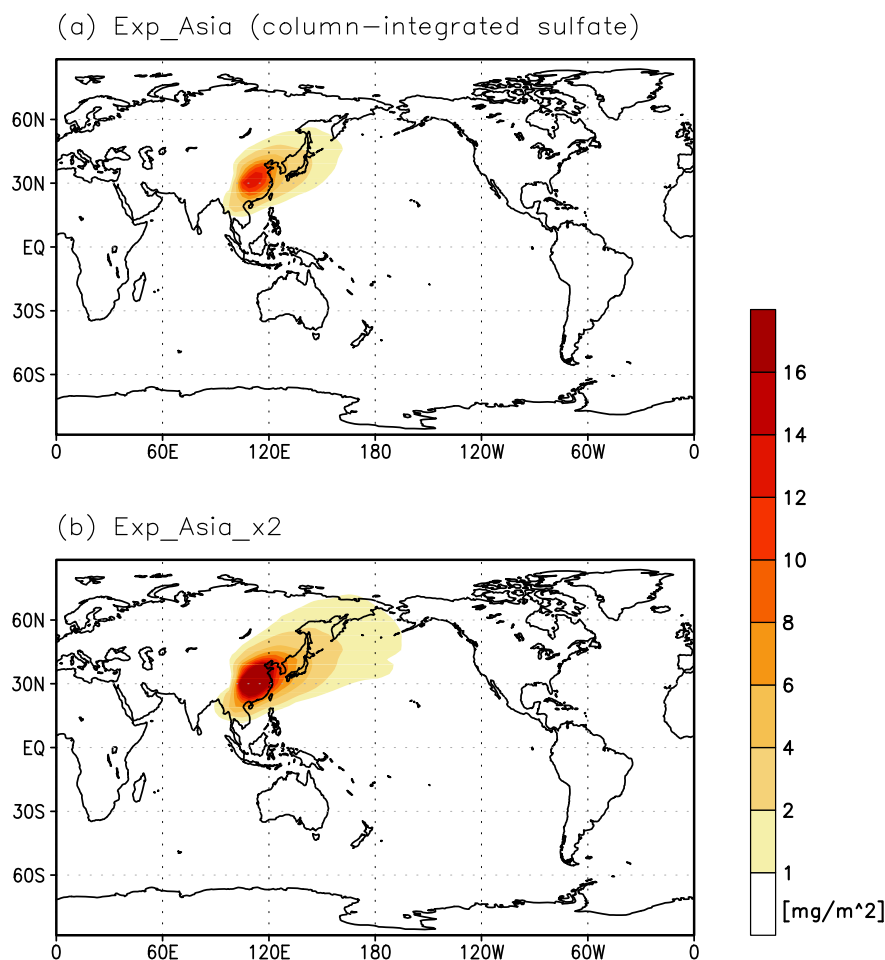 (a) Exp_Asia (column-integrated sulfate)
60N
30N
EQ
30S
60S
0 60E 120E 180 120W 60W 0
(b) Exp_Asia_x2
60N
30N
EQ
30S
60S
0 60E 120E 180 120W 60W 0
16
14
12
10
8
6
4
2
1
[mg/m^2]